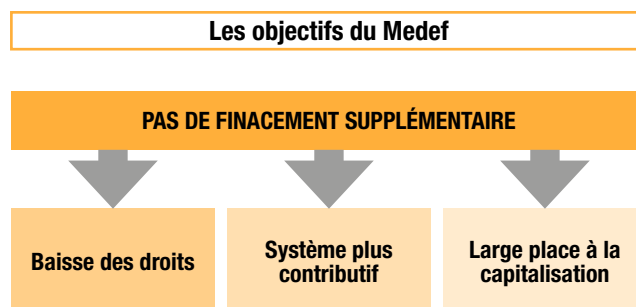 Les objectifs du Medef
PAS DE FINACEMENT SUPPLÉMENTAIRE
Baisse des droits
Système plus
contributif
Large place à la
capitalisation